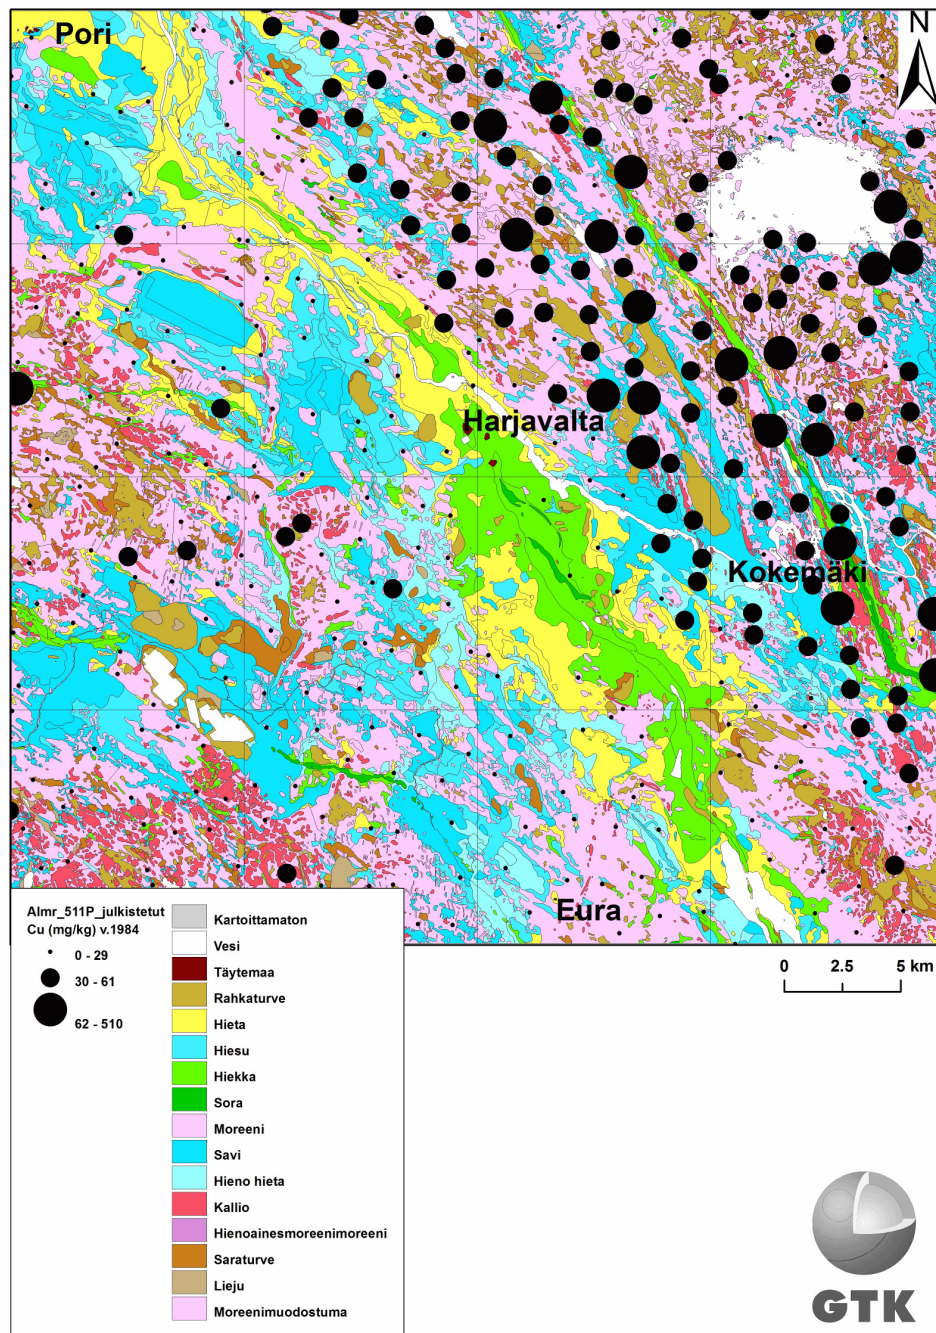 Pori
N
Harjavalta
Kokemäki
Eura
Almr_511P_julkistetut
Cu (mg/kg) v.1984
0 - 29
30 - 61
62 - 510
Kartoittamaton
Vesi
Täytemaa
Rahkaturve
Hieta
Hiesu
Hiekka
Sora
Moreeni
Savi
Hieno hieta
Kallio
Hienoainesmoreenimoreeni
Saraturve
Lieju
Moreenimuodostuma
0 2.5 5 km
GTK